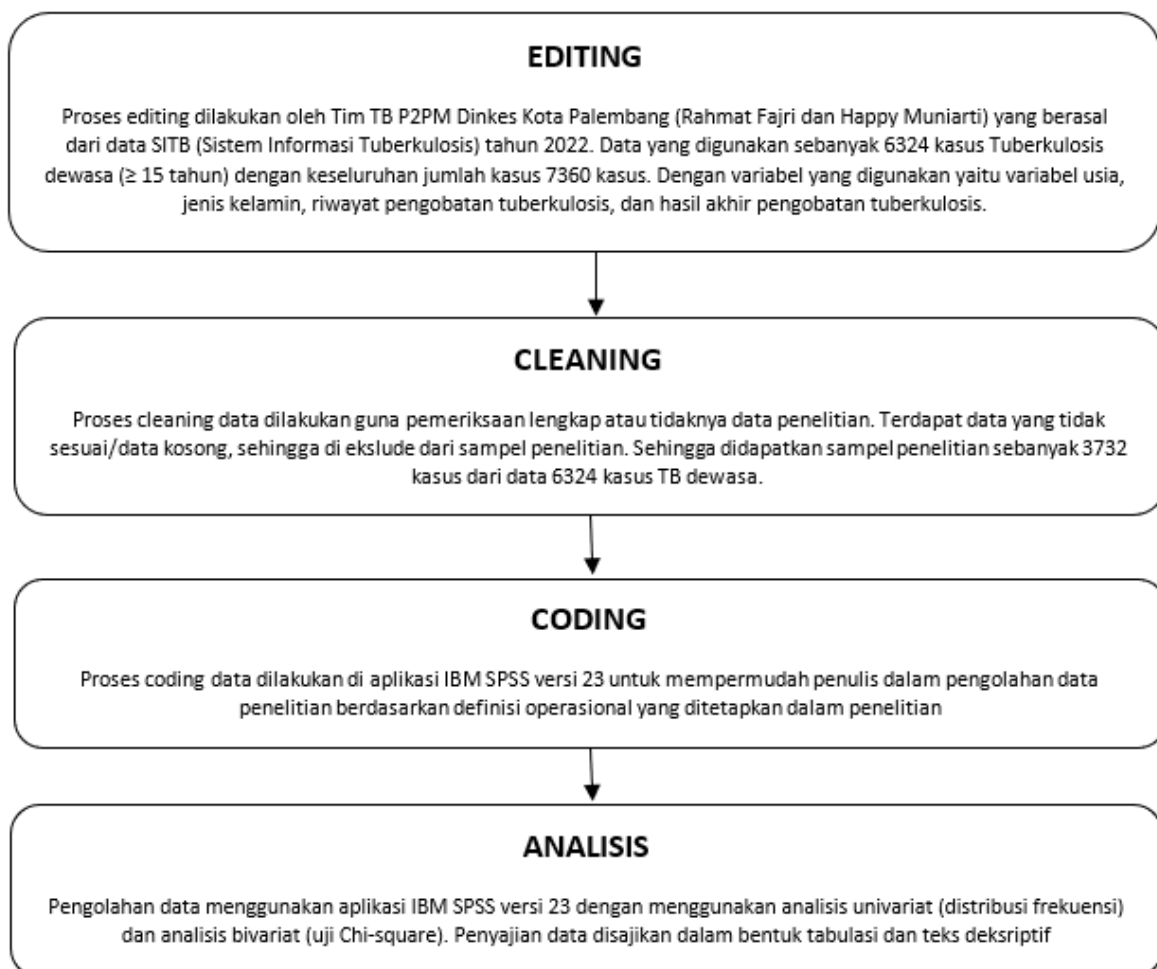 EDITING
Proses editing dilakukan oleh Tim TB P2PM Dinkes Kota Palembang (Rahmat Fajri dan Happy Muniarti) yang berasal
dari data SITB (Sistem Informasi Tuberkulosis) tahun 2022. Data yang digunakan sebanyak 6324 kasus Tuberkulosis
dewasa (≥ 15 tahun) dengan keseluruhan jumlah kasus 7360 kasus. Dengan variabel yang digunakan yaitu variabel usia,
jenis kelamin, riwayat pengobatan tuberkulosis, dan hasil akhir pengobatan tuberkulosis.
CLEANING
Proses cleaning data dilakukan guna pemeriksaan lengkap atau tidaknya data penelitian. Terdapat data yang tidak
sesuai/data kosong, sehingga di ekslude dari sampel penelitian. Sehingga didapatkan sampel penelitian sebanyak 3732
kasus dari data 6324 kasus TB dewasa.
CODING
Proses coding data dilakukan di aplikasi IBM SPSS versi 23 untuk mempermudah penulis dalam pengolahan data
penelitian berdasarkan definisi operasional yang ditetapkan dalam penelitian
ANALISIS
Pengolahan data menggunakan aplikasi IBM SPSS versi 23 dengan menggunakan analisis univariat (distribusi frekuensi)
dan analisis bivariat (uji Chi-square). Penyajian data disajikan dalam bentuk tabulasi dan teks deksriptif